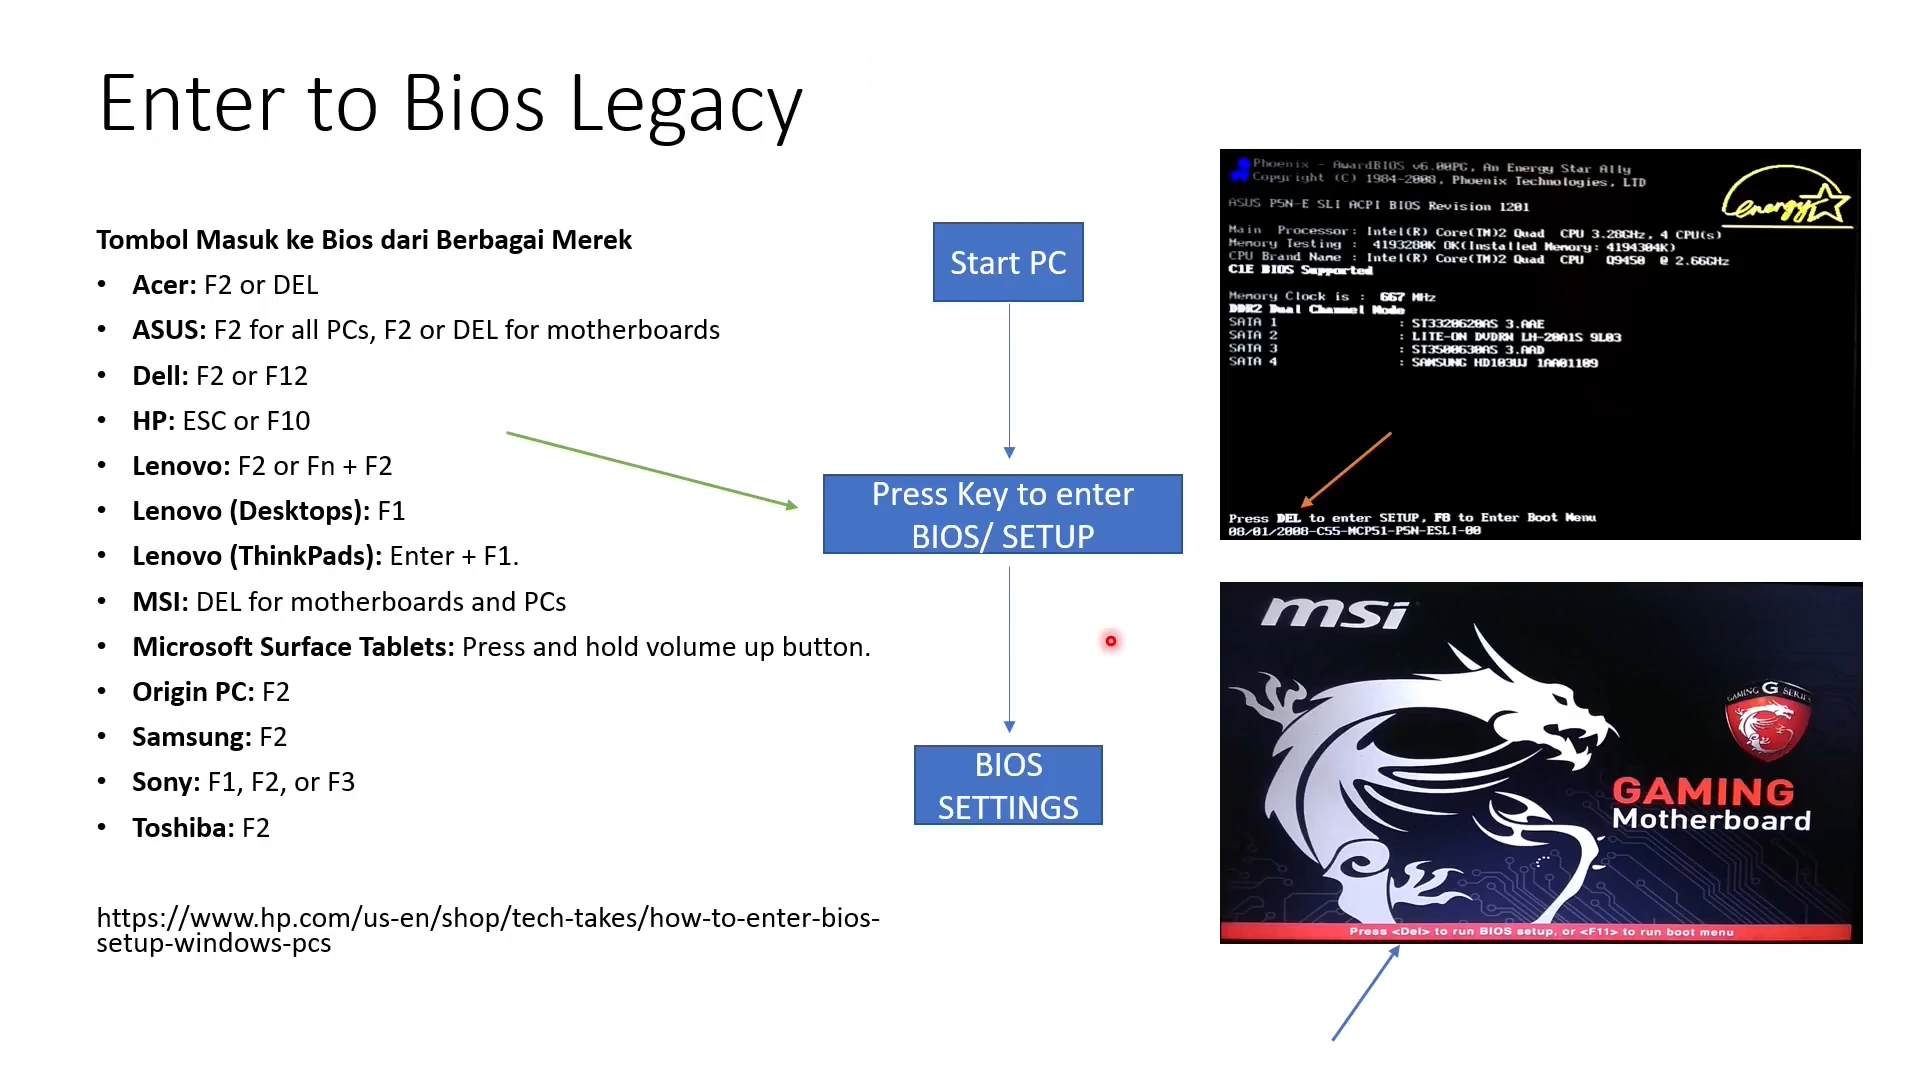 Enter to Bios Legacy
Tombol Masuk ke Bios dari Berbagai Merek
• Acer: F2 or DEL
• ASUS: F2 for all PCs, F2 or DEL for motherboards
• Dell: F2 or F12
• HP: ESC or F10
• Lenovo: F2 or Fn + F2
• Lenovo (Desktops): F1
• Lenovo (ThinkPads): Enter + F1.
• MSI: DEL for motherboards and PCs
• Microsoft Surface Tablets: Press and hold volume up button.
• Origin PC: F2
• Samsung: F2
• Sony: F1, F2, or F3
• Toshiba: F2
https://www.hp.com/us-en/shop/tech-takes/how-to-enter-bios-
setup-windows-pcs
Start PC
Press Key to enter
BIOS/ SETUP
BIOS
SETTINGS
Phoenix - AwardBIOS v6.00PG, An Energy Star Ally
Copyright (C) 1984-2008, Phoenix Technologies, LTD
energy
ASUS P5N-E SLI ACPI BIOS Revision 1201
Main Processor: Intel(R) Core(TM)2 Quad CPU 3.28GHz, 4 CPU(s)
Memory Testing : 4193280K OK(Installed Memory: 4194304K)
CPU Brand Name : Intel(R) Core(TM)2 Quad CPU Q9450 @ 2.66GHz
C1E BIOS Supported
Memory Clock is : 667 MHz
DDR2 Dual Channel Mode
SATA 1 : ST3320620AS 3.AAE
SATA 2 : LITE-ON DVDRW LH-20A1S 9L03
SATA 3 : ST3500630AS 3.AAD
SATA 4 : SAMSUNG HD103UJ 1AA01109
Press DEL to enter SETUP, F8 to Enter Boot Menu
08/01/2008-C55-MCP51-P5N-ESLI-00
msi
GAMING G SERIES
GAMING
Motherboard
Press <Del> to run BIOS setup, or <F11> to run boot menu